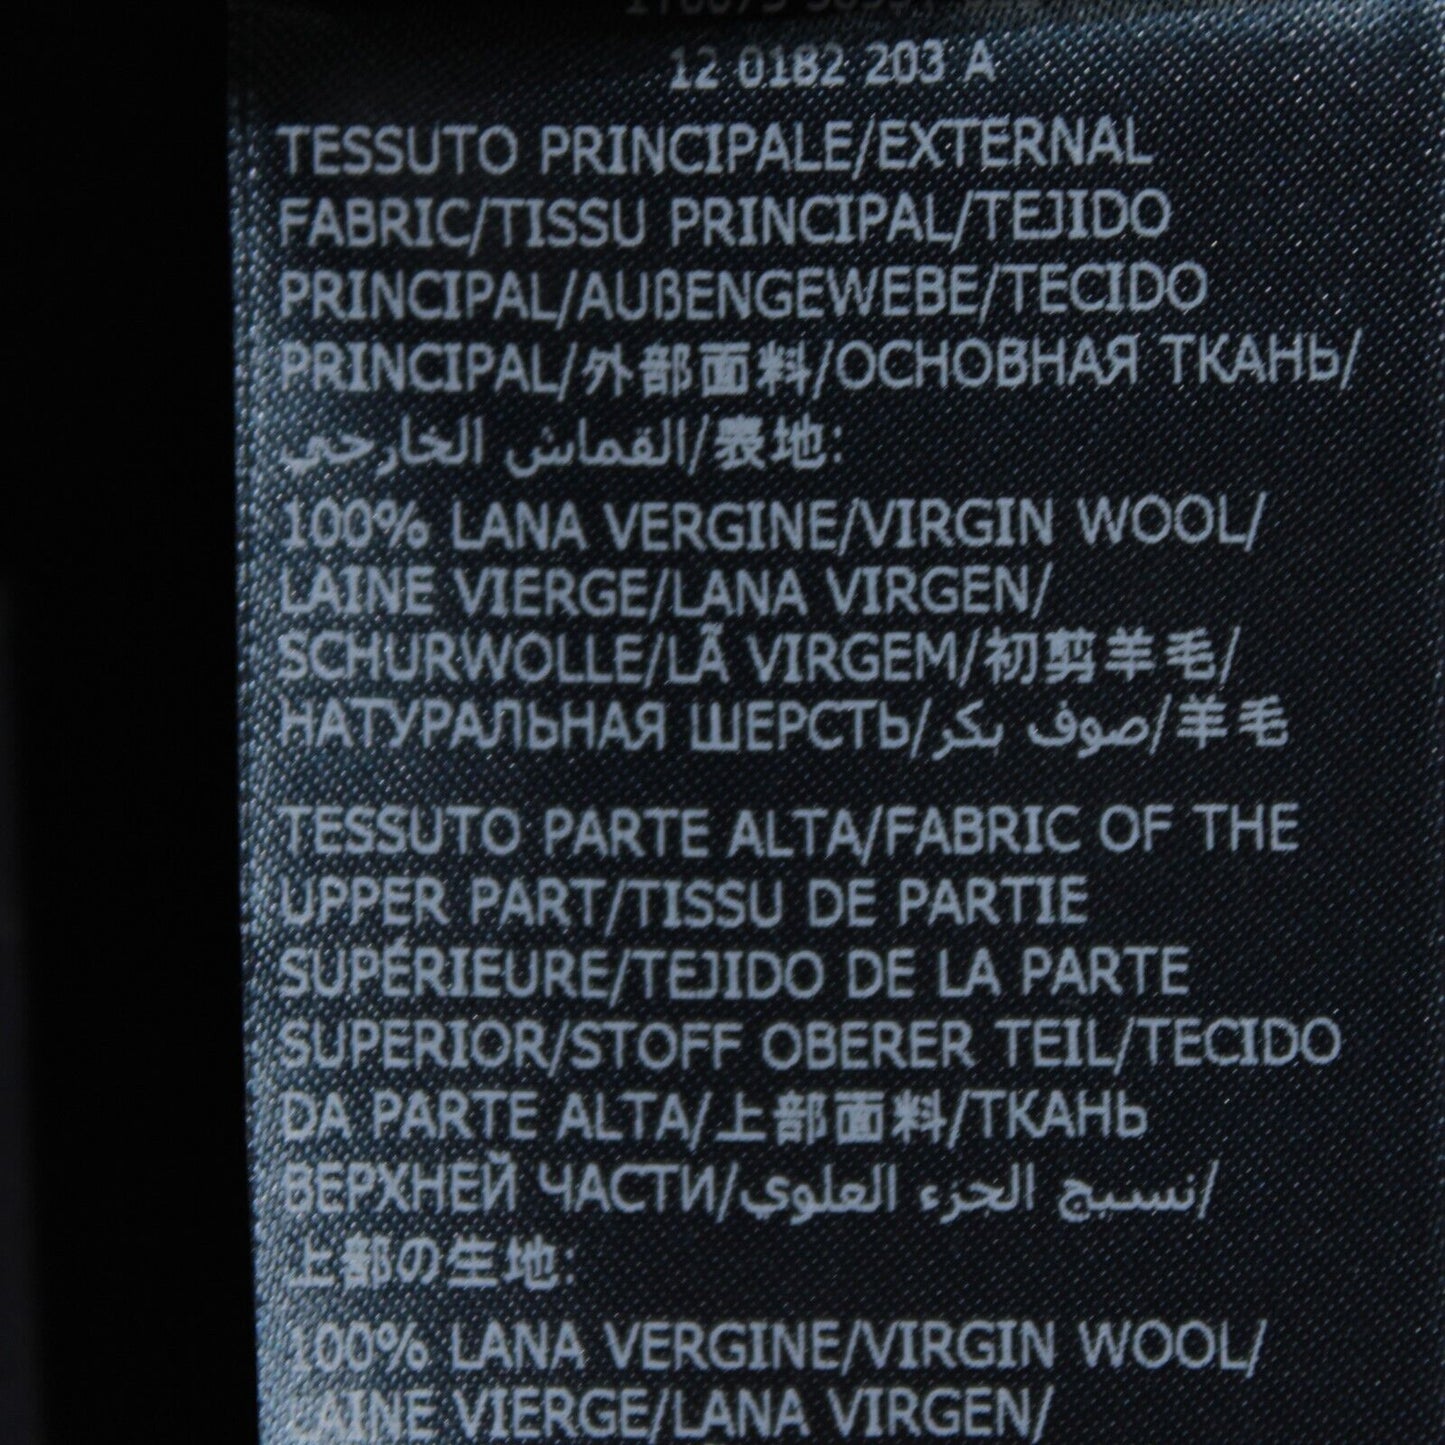 12 0182 203 A
TESSUTO PRINCIPALE/EXTERNAL
FABRIC/TISSU PRINCIPAL/TEJIDO
PRINCIPAL/AUßENGEWEBE/TECIDO
PRINCIPAL/外部面料/ОСНОВНАЯ ТКАНЬ/
القماش الخارجي/表地:
100% LANA VERGINE/VIRGIN WOOL/
LAINE VIERGE/LANA VIRGEN/
SCHURWOLLE/LÃ VIRGEM/初剪羊毛/
НАТУРАЛЬНАЯ ШЕРСТЬ/صوف بكر/羊毛
TESSUTO PARTE ALTA/FABRIC OF THE
UPPER PART/TISSU DE PARTIE
SUPÉRIEURE/TEJIDO DE LA PARTE
SUPERIOR/STOFF OBERER TEIL/TECIDO
DA PARTE ALTA/上部面料/ТКАНЬ
ВЕРХНЕЙ ЧАСТИ/نسيج الجزء العلوي/
上部の生地:
100% LANA VERGINE/VIRGIN WOOL/
LAINE VIERGE/LANA VIRGEN/